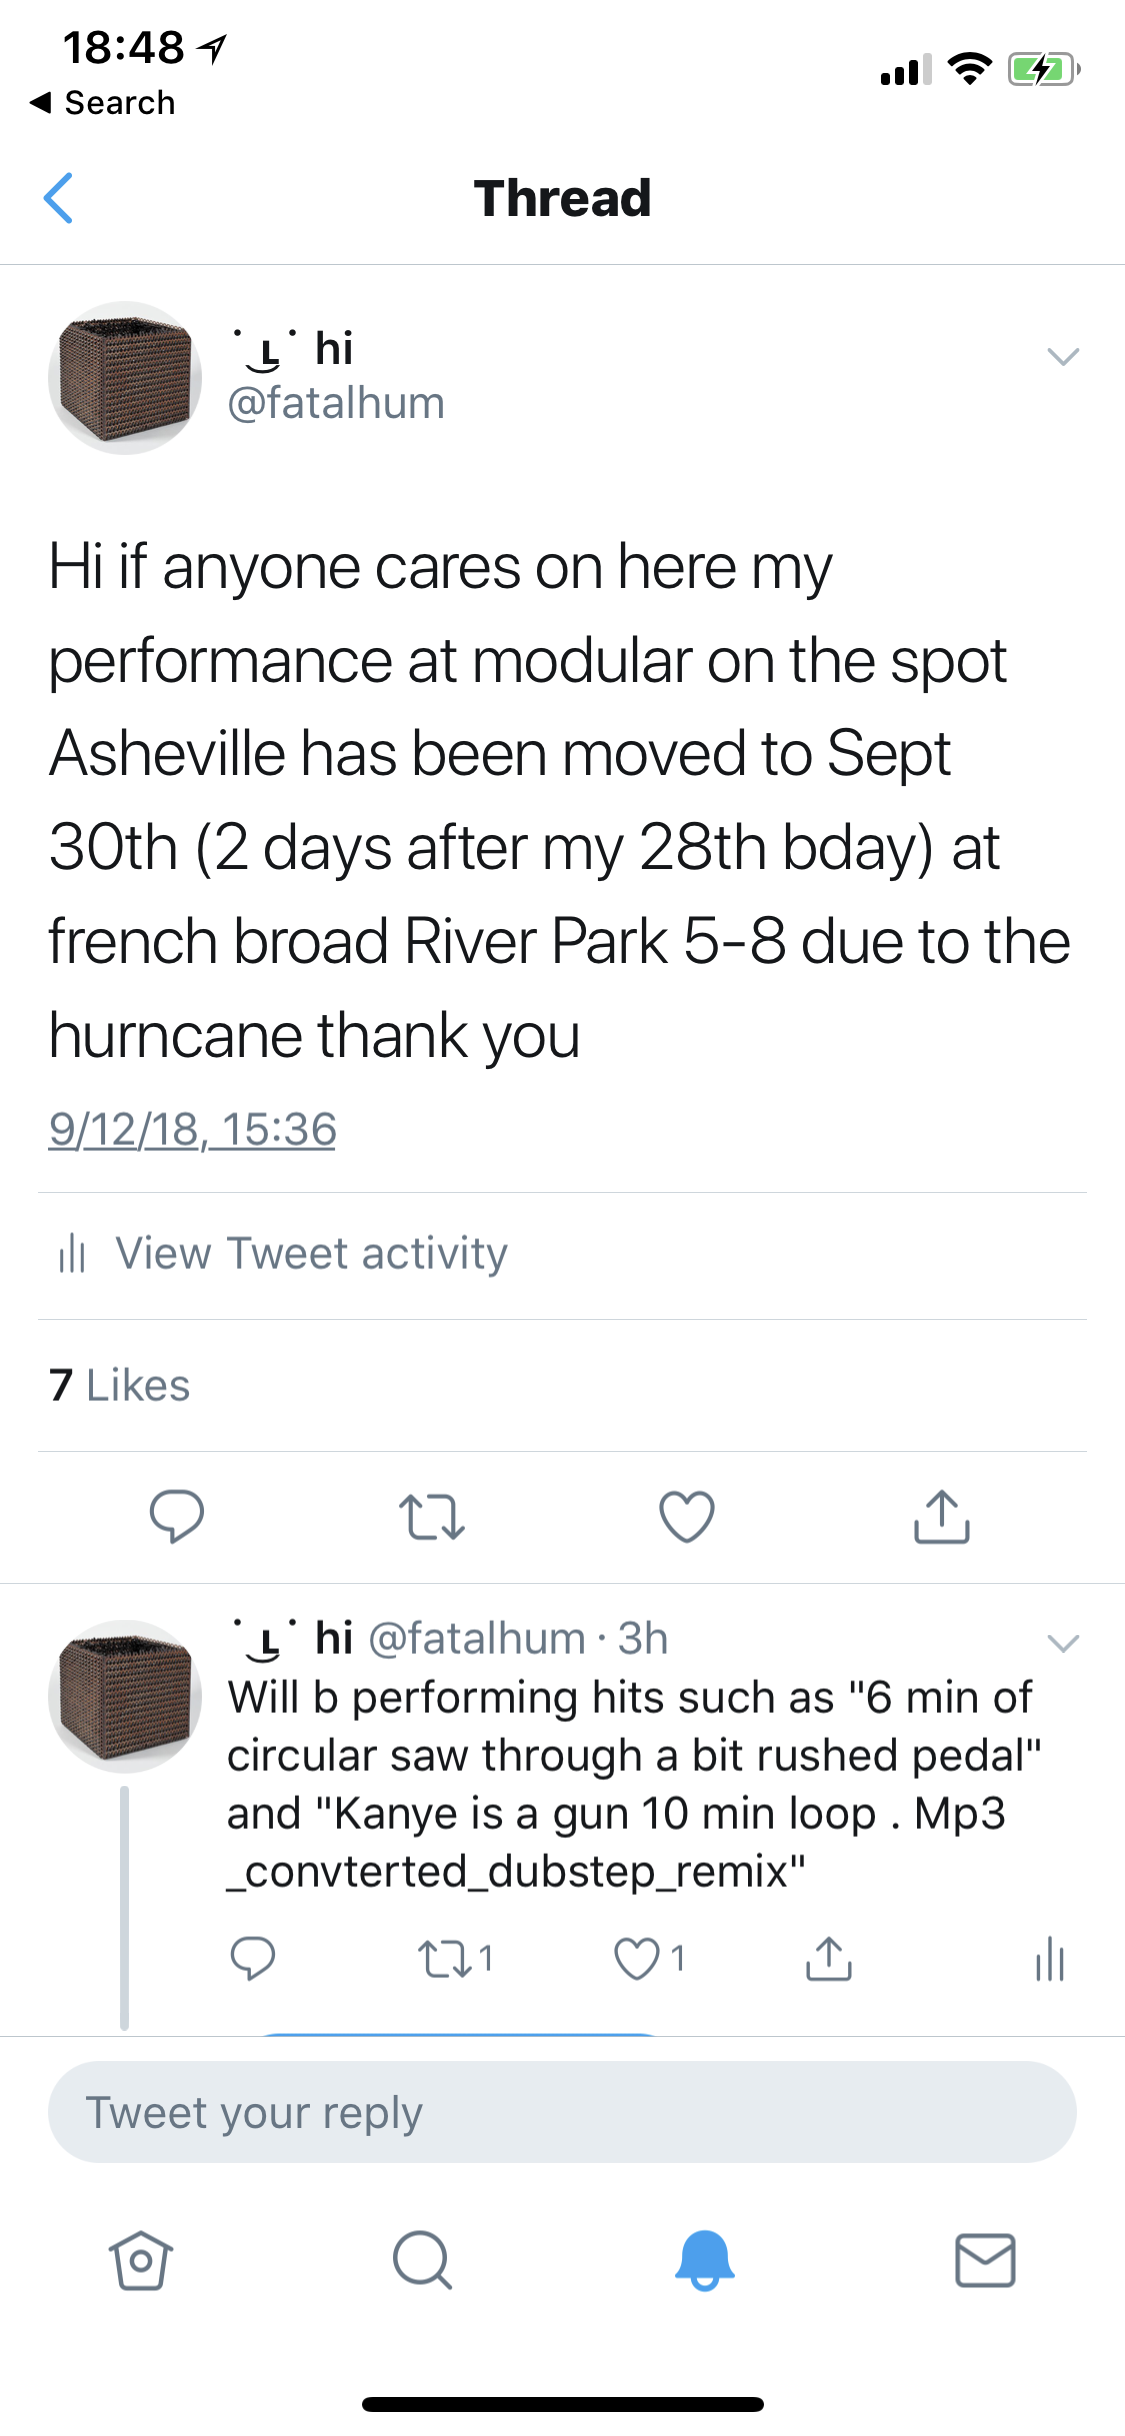 18:48
Search
Thread
˙͜ʟ˙ hi
@fatalhum
Hi if anyone cares on here my
performance at modular on the spot
Asheville has been moved to Sept
30th (2 days after my 28th bday) at
french broad River Park 5-8 due to the
hurncane thank you
9/12/18, 15:36
View Tweet activity
7 Likes
˙͜ʟ˙ hi @fatalhum · 3h
Will b performing hits such as "6 min of
circular saw through a bit rushed pedal"
and "Kanye is a gun 10 min loop . Mp3
_convterted_dubstep_remix"
1 1
Tweet your reply